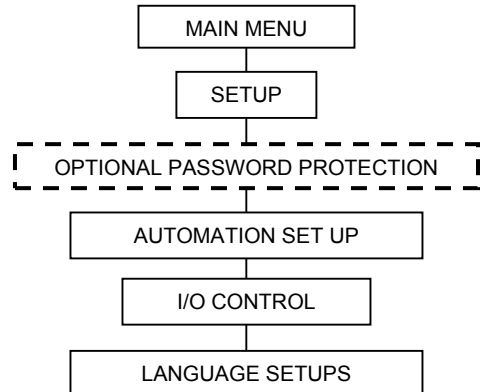 MAIN MENU
SETUP
OPTIONAL PASSWORD PROTECTION
AUTOMATION SET UP
I/O CONTROL
LANGUAGE SETUPS